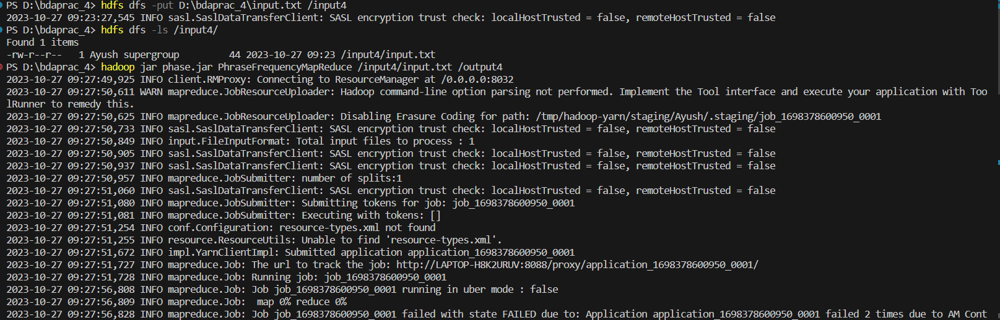 PS D:\bdaprac_4> hdfs dfs -put D:\bdaprac_4\input.txt /input4
2023-10-27 09:23:27,545 INFO sasl.SaslDataTransferClient: SASL encryption trust check: localHostTrusted = false, remoteHostTrusted = false
PS D:\bdaprac_4> hdfs dfs -ls /input4/
Found 1 items
-rw-r--r--   1 Ayush supergroup         44 2023-10-27 09:23 /input4/input.txt
PS D:\bdaprac_4> hadoop jar phase.jar PhraseFrequencyMapReduce /input4/input.txt /output4
2023-10-27 09:27:49,925 INFO client.RMProxy: Connecting to ResourceManager at /0.0.0.0:8032
2023-10-27 09:27:50,611 WARN mapreduce.JobResourceUploader: Hadoop command-line option parsing not performed. Implement the Tool interface and execute your application with Too
lRunner to remedy this.
2023-10-27 09:27:50,625 INFO mapreduce.JobResourceUploader: Disabling Erasure Coding for path: /tmp/hadoop-yarn/staging/Ayush/.staging/job_1698378600950_0001
2023-10-27 09:27:50,733 INFO sasl.SaslDataTransferClient: SASL encryption trust check: localHostTrusted = false, remoteHostTrusted = false
2023-10-27 09:27:50,849 INFO input.FileInputFormat: Total input files to process : 1
2023-10-27 09:27:50,905 INFO sasl.SaslDataTransferClient: SASL encryption trust check: localHostTrusted = false, remoteHostTrusted = false
2023-10-27 09:27:50,937 INFO sasl.SaslDataTransferClient: SASL encryption trust check: localHostTrusted = false, remoteHostTrusted = false
2023-10-27 09:27:50,957 INFO mapreduce.JobSubmitter: number of splits:1
2023-10-27 09:27:51,060 INFO sasl.SaslDataTransferClient: SASL encryption trust check: localHostTrusted = false, remoteHostTrusted = false
2023-10-27 09:27:51,080 INFO mapreduce.JobSubmitter: Submitting tokens for job: job_1698378600950_0001
2023-10-27 09:27:51,081 INFO mapreduce.JobSubmitter: Executing with tokens: []
2023-10-27 09:27:51,254 INFO conf.Configuration: resource-types.xml not found
2023-10-27 09:27:51,255 INFO resource.ResourceUtils: Unable to find 'resource-types.xml'.
2023-10-27 09:27:51,672 INFO impl.YarnClientImpl: Submitted application application_1698378600950_0001
2023-10-27 09:27:51,727 INFO mapreduce.Job: The url to track the job: http://LAPTOP-H8K2URUV:8088/proxy/application_1698378600950_0001/
2023-10-27 09:27:51,728 INFO mapreduce.Job: Running job: job_1698378600950_0001
2023-10-27 09:27:56,808 INFO mapreduce.Job: Job job_1698378600950_0001 running in uber mode : false
2023-10-27 09:27:56,809 INFO mapreduce.Job:  map 0% reduce 0%
2023-10-27 09:27:56,828 INFO mapreduce.Job: Job job_1698378600950_0001 failed with state FAILED due to: Application application_1698378600950_0001 failed 2 times due to AM Cont